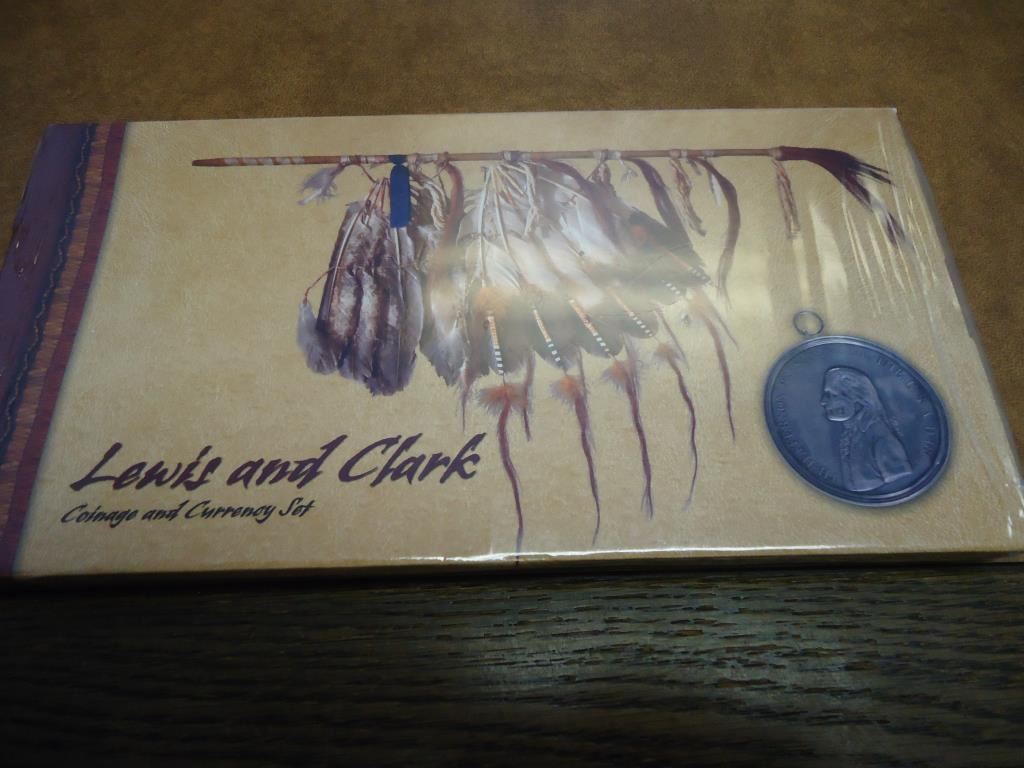 Lewis and Clark
Coinage and Currency Set